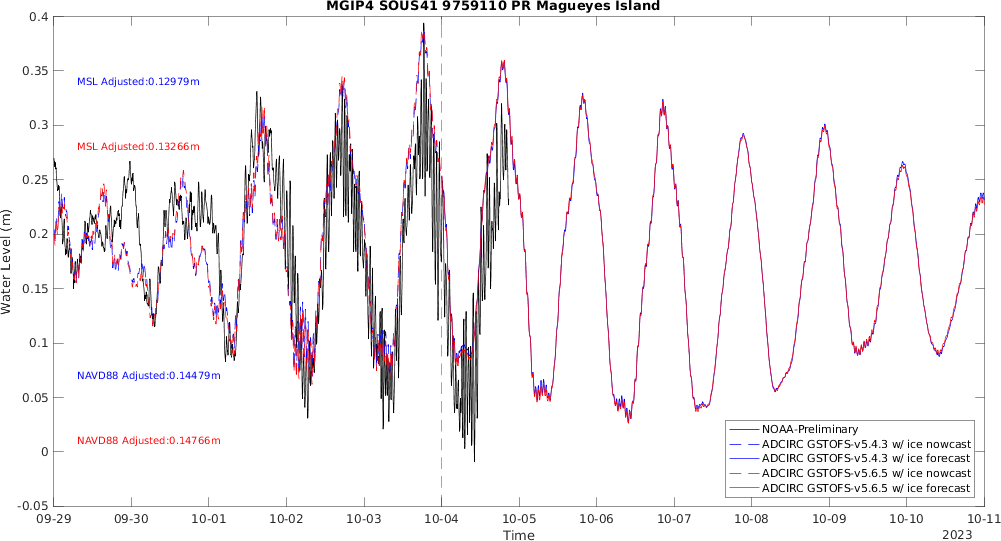 MGIP4 SOUS41 9759110 PR Magueyes Island
0.4
0.35
0.3
0.25
0.2
0.15
0.1
0.05
0
-0.05
Water Level (m)
MSL Adjusted:0.12979m
MSL Adjusted:0.13266m
NAVD88 Adjusted:0.14479m
NAVD88 Adjusted:0.14766m
NOAA-Preliminary
ADCIRC GSTOFS-v5.4.3 w/ ice nowcast
ADCIRC GSTOFS-v5.4.3 w/ ice forecast
ADCIRC GSTOFS-v5.6.5 w/ ice nowcast
ADCIRC GSTOFS-v5.6.5 w/ ice forecast
09-29 09-30 10-01 10-02 10-03 10-04 10-05 10-06 10-07 10-08 10-09 10-10 10-11
Time
2023